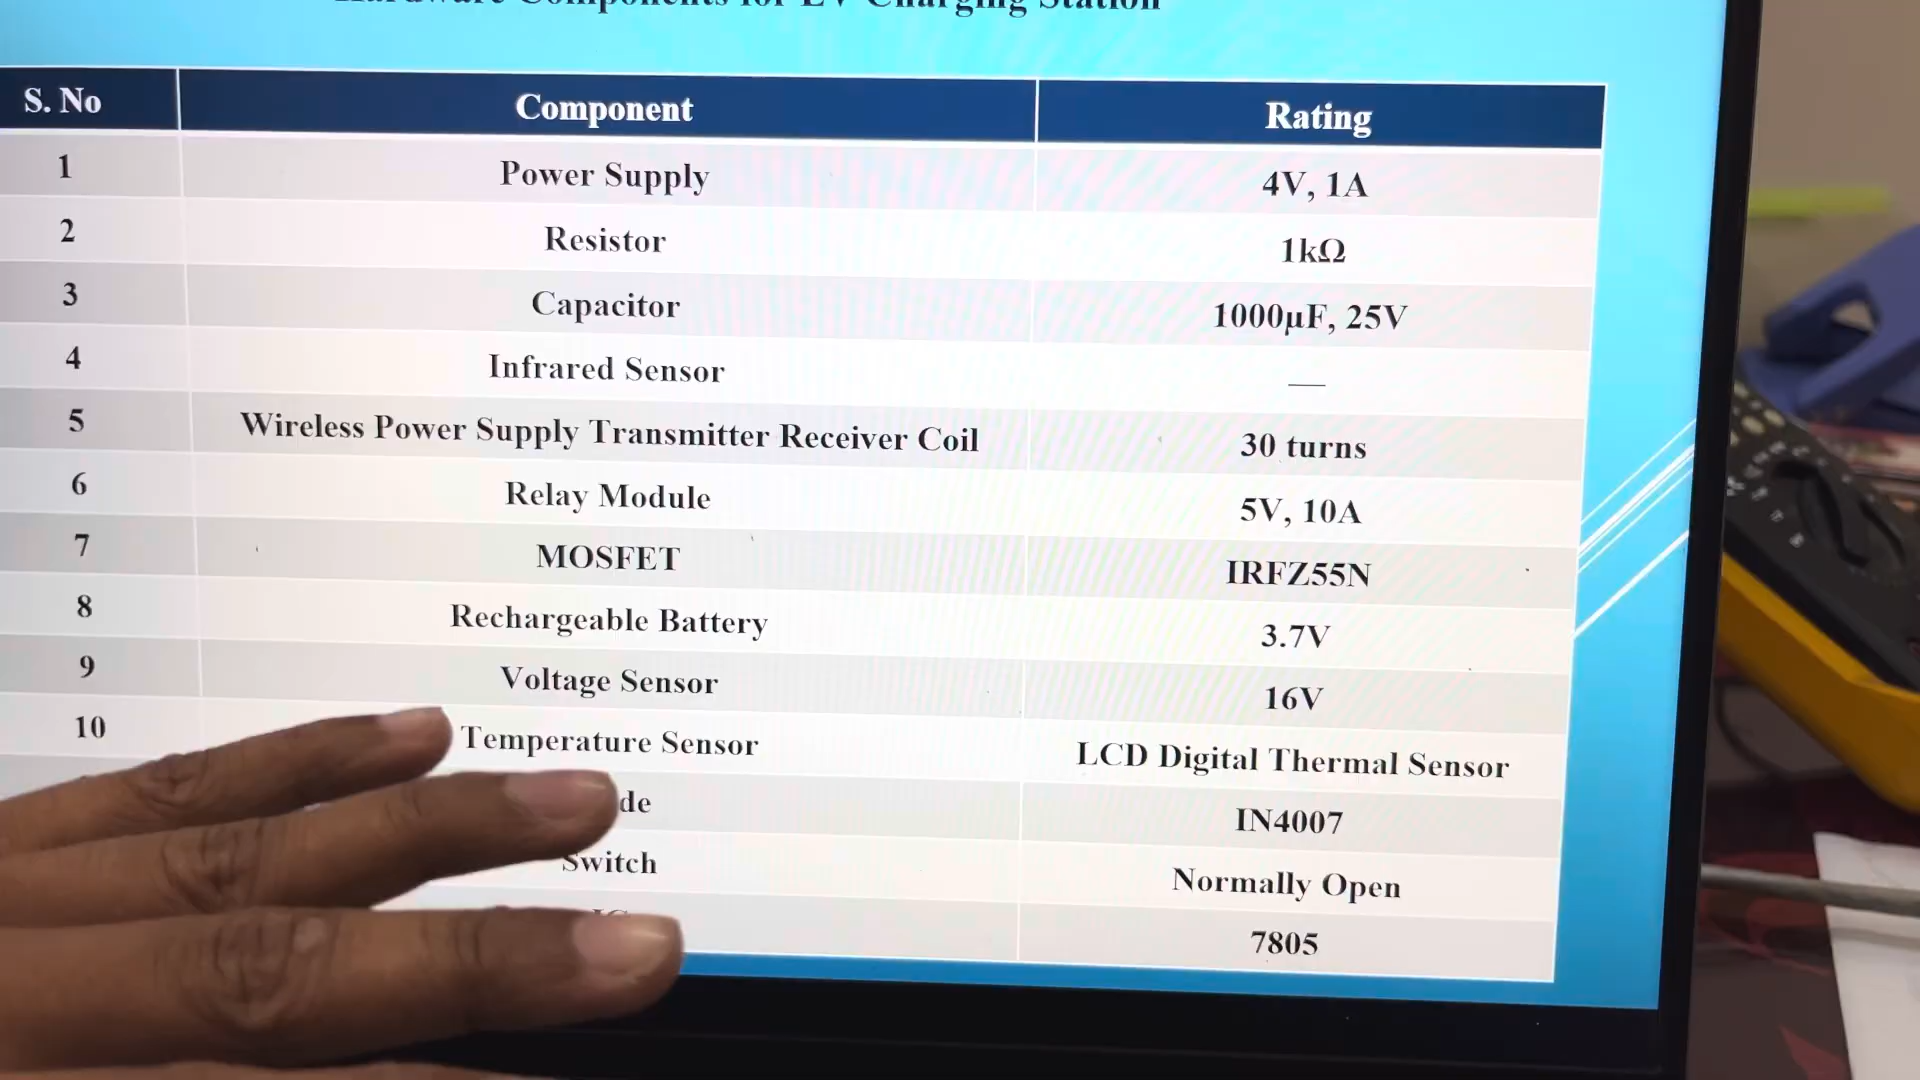 Hardware Components for EV Charging Station
S. No Component Rating
1 Power Supply 4V, 1A
2 Resistor 1kΩ
3 Capacitor 1000µF, 25V
4 Infrared Sensor —
5 Wireless Power Supply Transmitter Receiver Coil 30 turns
6 Relay Module 5V, 10A
7 MOSFET IRFZ55N
8 Rechargeable Battery 3.7V
9 Voltage Sensor 16V
10 Temperature Sensor LCD Digital Thermal Sensor
de IN4007
Switch Normally Open
IC 7805